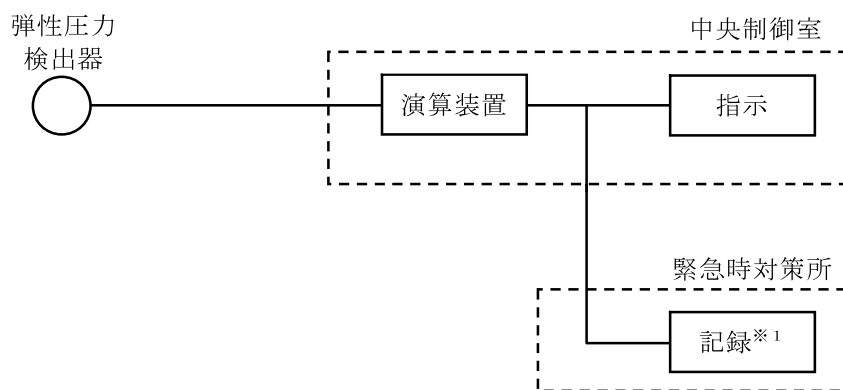 弾性圧力
検出器
中央制御室
演算装置
指示
緊急時対策所
記録※1